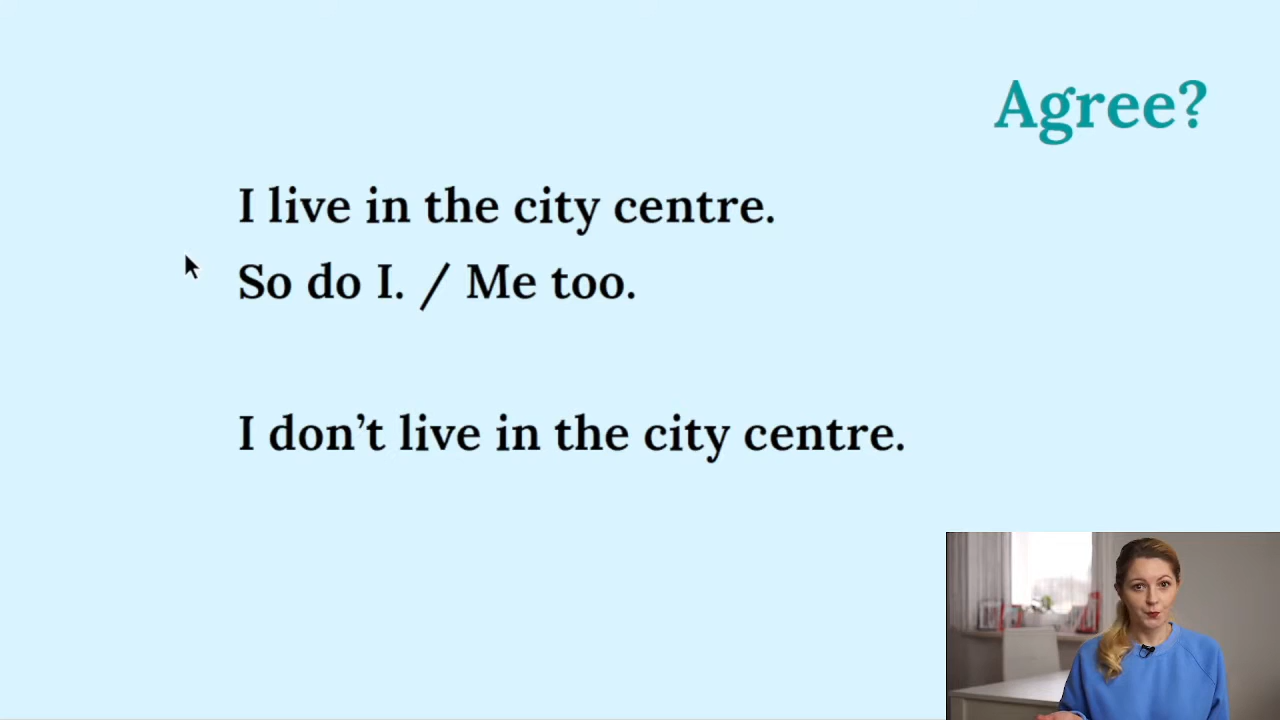 Agree?
I live in the city centre.
So do I. / Me too.
I don’t live in the city centre.